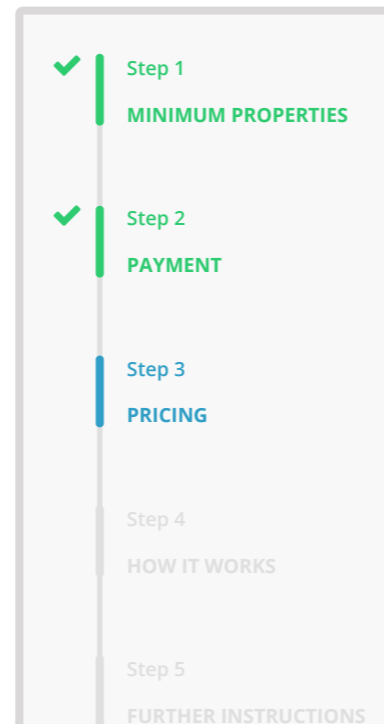 Step 1
MINIMUM PROPERTIES
Step 2
PAYMENT
Step 3
PRICING
Step 4
HOW IT WORKS
Step 5
FURTHER INSTRUCTIONS